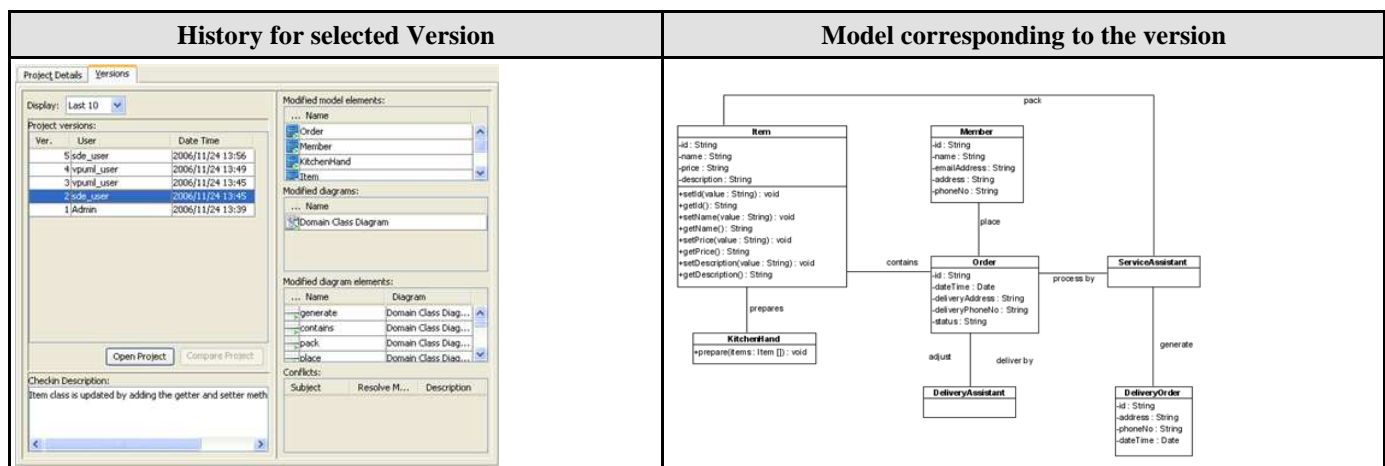 History for selected Version
Model corresponding to the version
Project Details Versions
Display: Last 10
Project versions:
Ver. User Date Time
5 sde_user 2006/11/24 13:56
4 vpuml_user 2006/11/24 13:49
3 vpuml_user 2006/11/24 13:45
2 sde_user 2006/11/24 13:45
1 Admin 2006/11/24 13:39
Open Project Compare Project
Checkin Description:
Item class is updated by adding the getter and setter meth
Modified model elements:
... Name
Order
Member
KitchenHand
Item
Modified diagrams:
... Name
Domain Class Diagram
Modified diagram elements:
... Name Diagram
generate Domain Class Diag...
contains Domain Class Diag...
pack Domain Class Diag...
place Domain Class Diag...
Conflicts:
Subject Resolve M... Description
pack
Item
-id : String
-name : String
-price : String
-description : String
+setId(value : String) : void
+getId() : String
+setName(value : String) : void
+getName() : String
+setPrice(value : String) : void
+getPrice() : String
+setDescription(value : String) : void
+getDescription() : String
Member
-id : String
-name : String
-emailAddress : String
-address : String
-phoneNo : String
place
contains
Order
-id : String
-dateTime : Date
-deliveryAddress : String
-deliveryPhoneNo : String
-status : String
process by
ServiceAssistant
prepares
KitchenHand
+prepare(items : Item []) : void
adjust
deliver by
generate
DeliveryAssistant
DeliveryOrder
-id : String
-address : String
-phoneNo : String
-dateTime : Date